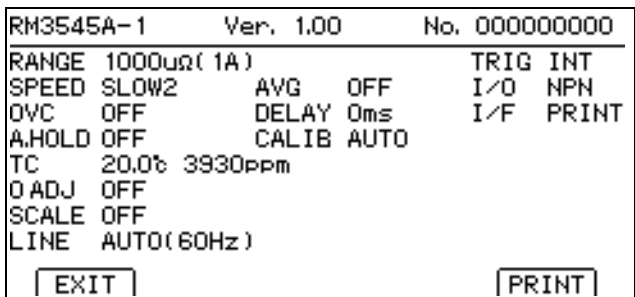 RM3545A-1 Ver. 1.00 No. 000000000
RANGE 1000uΩ( 1A) TRIG INT
SPEED SLOW2 AVG OFF I/O NPN
OVC OFF DELAY 0ms I/F PRINT
A.HOLD OFF CALIB AUTO
TC 20.0℃ 3930ppm
0 ADJ OFF
SCALE OFF
LINE AUTO(60Hz)
EXIT PRINT